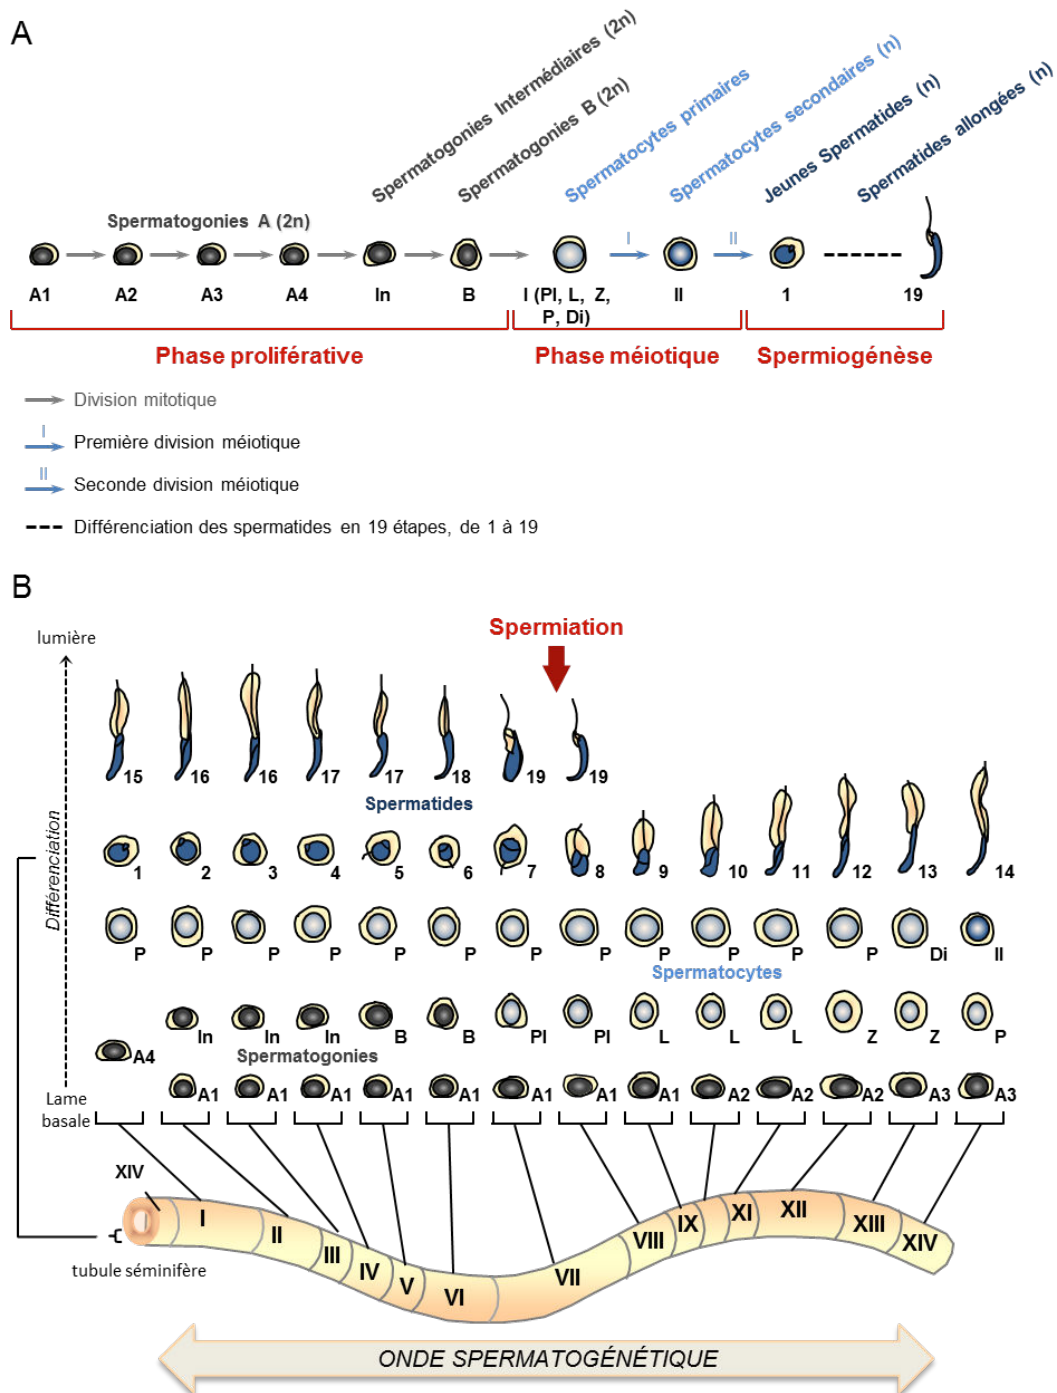 A
Spermatogonies Intermédiaires (2n)
Spermatogonies B (2n)
Spermatocytes primaires
Spermatocytes secondaires (n)
Jeunes Spermatides (n)
Spermatides allongées (n)
Spermatogonies A (2n)
I II
A1 A2 A3 A4 In B I (Pl, L, Z, II 1 19
P, Di)
Phase proliférative Phase méiotique Spermiogénèse
Division mitotique
I
Première division méiotique
II
Seconde division méiotique
Différenciation des spermatides en 19 étapes, de 1 à 19
B
Spermiation
lumière
Différenciation
15 16 16 17 17 18 19 19
Spermatides
1 2 3 4 5 6 7 8 9 10 11 12 13 14
P P P P P P P P P P P P Di II
Spermatocytes
In In In B B Pl Pl L L L Z Z P
A4
Spermatogonies
A1 A1 A1 A1 A1 A1 A1 A1 A2 A2 A2 A3 A3
Lame
basale
XIV
I II III IV V VI VII VIII IX XI XII XIII XIV
tubule séminifère
ONDE SPERMATOGÉNÉTIQUE